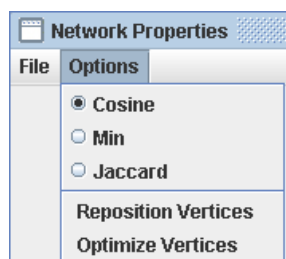 Network Properties
File Options
Cosine
Min
Jaccard
Reposition Vertices
Optimize Vertices